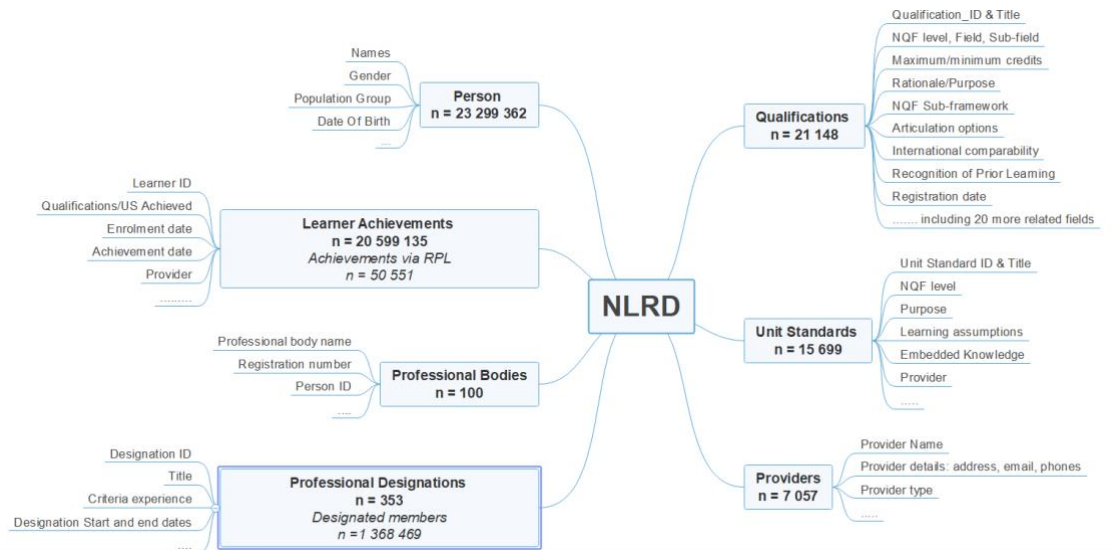 Names
Gender
Population Group
Date Of Birth
....
Person
n = 23 299 362
Learner ID
Qualifications/US Achieved
Enrolment date
Achievement date
Provider
.........
Learner Achievements
n = 20 599 135
Achievements via RPL
n = 50 551
Professional body name
Registration number
Person ID
....
Professional Bodies
n = 100
Designation ID
Title
Criteria experience
Designation Start and end dates
....
Professional Designations
n = 353
Designated members
n =1 368 469
NLRD
Qualifications
n = 21 148
Qualification_ID & Title
NQF level, Field, Sub-field
Maximum/minimum credits
Rationale/Purpose
NQF Sub-framework
Articulation options
International comparability
Recognition of Prior Learning
Registration date
....... including 20 more related fields
Unit Standards
n = 15 699
Unit Standard ID & Title
NQF level
Purpose
Learning assumptions
Embedded Knowledge
Provider
.....
Providers
n = 7 057
Provider Name
Provider details: address, email, phones
Provider type
.....